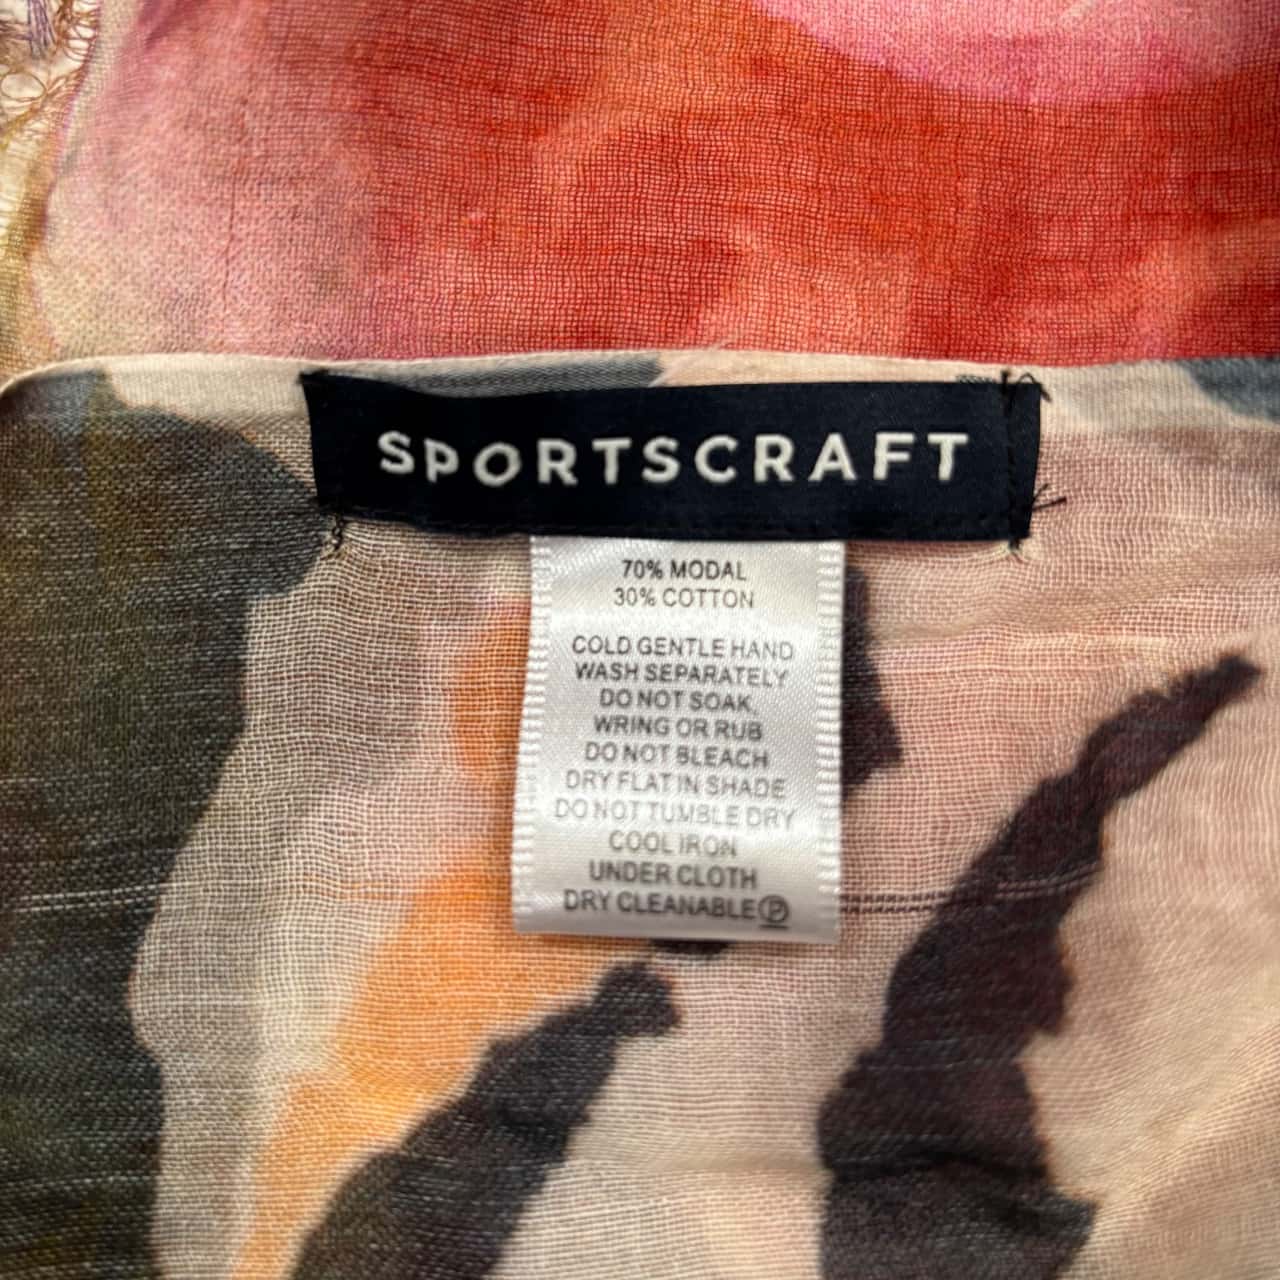 SPORTSCRAFT
70% MODAL
30% COTTON
COLD GENTLE HAND
WASH SEPARATELY
DO NOT SOAK
WRING OR RUB
DO NOT BLEACH
DRY FLAT IN SHADE
DO NOT TUMBLE DRY
COOL IRON
UNDER CLOTH
DRY CLEANABLE Ⓟ